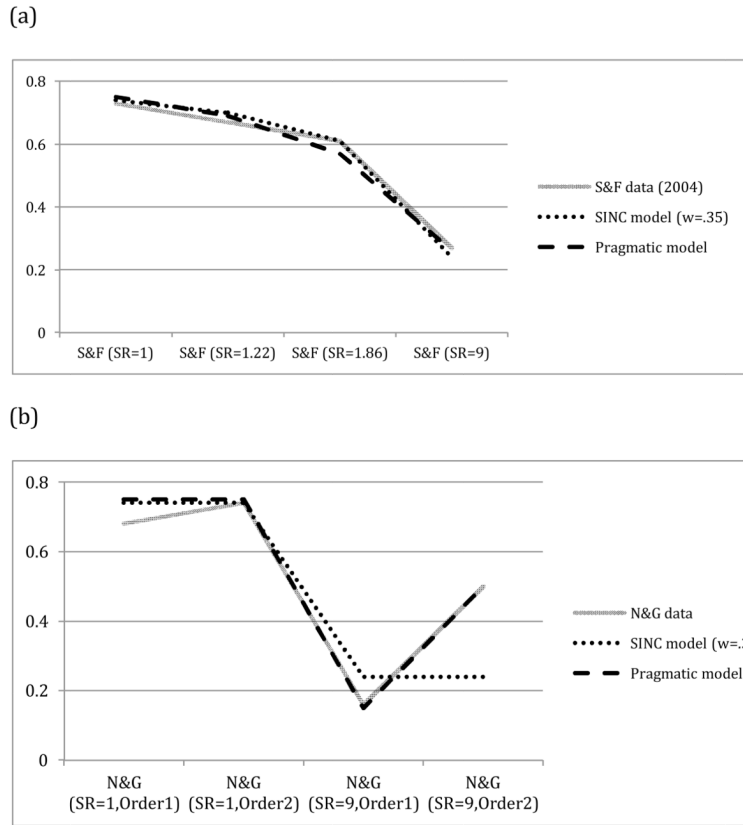 (a)
0.8
0.6
0.4
0.2
0
S&F (SR=1)
S&F (SR=1.22)
S&F (SR=1.86)
S&F (SR=9)
S&F data (2004)
SINC model (w=.35)
Pragmatic model
(b)
0.8
0.6
0.4
0.2
0
N&G
(SR=1,Order1)
N&G
(SR=1,Order2)
N&G
(SR=9,Order1)
N&G
(SR=9,Order2)
N&G data
SINC model (w=.
Pragmatic model